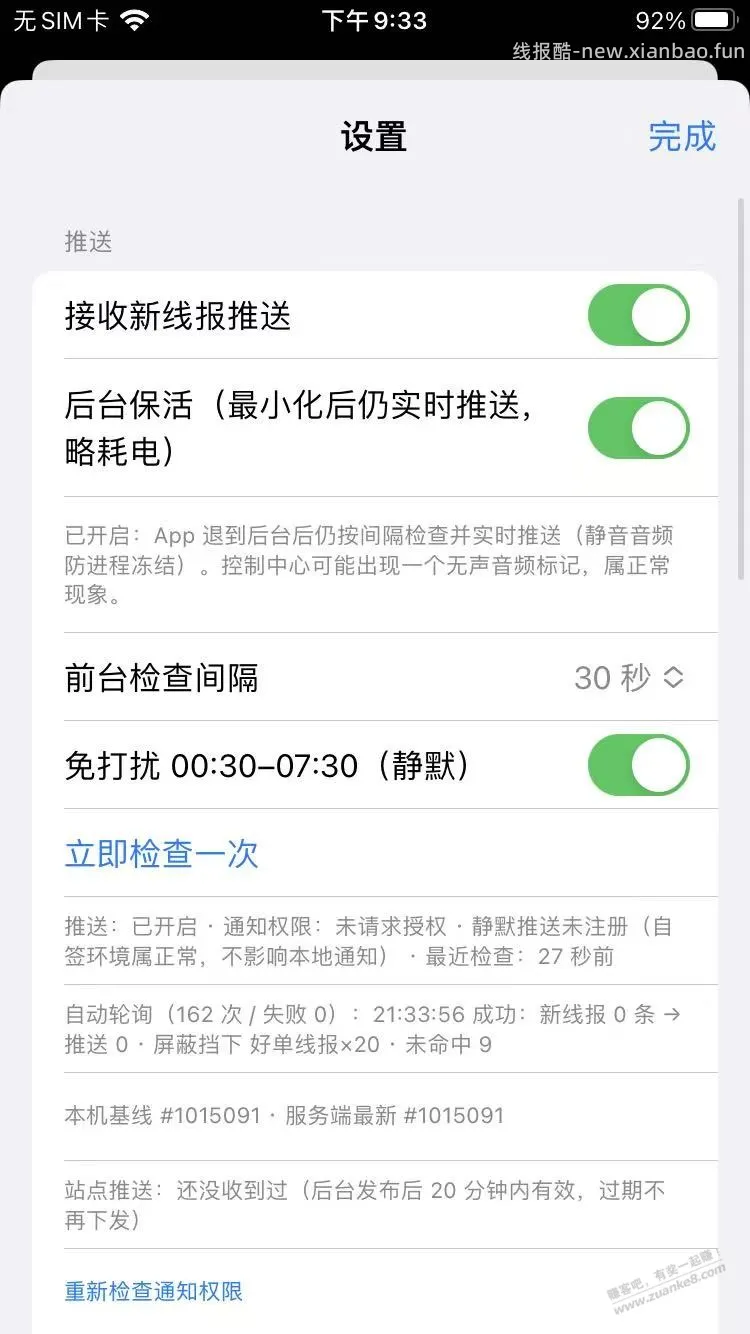 无SIM卡 下午9:33 92%
线报酷-new.xianbao.fun
设置 完成
推送
接收新线报推送
后台保活（最小化后仍实时推送，
略耗电）
已开启：App 退到后台后仍按间隔检查并实时推送（静音音频
防进程冻结）。控制中心可能出现一个无声音频标记，属正常
现象。
前台检查间隔 30 秒
免打扰 00:30–07:30（静默）
立即检查一次
推送：已开启 · 通知权限：未请求授权 · 静默推送未注册（自
签环境属正常，不影响本地通知） · 最近检查：27 秒前
自动轮询（162 次 / 失败 0）：21:33:56 成功：新线报 0 条 →
推送 0 · 屏蔽挡下 好单线报×20 · 未命中 9
本机基线 #1015091 · 服务端最新 #1015091
站点推送：还没收到过（后台发布后 20 分钟内有效，过期不
再下发）
重新检查通知权限
赚客吧，有奖一起赚！
www.zuanke8.com